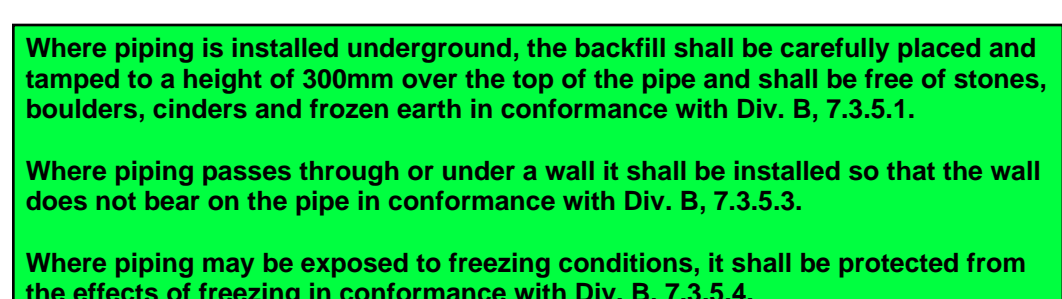 Where piping is installed underground, the backfill shall be carefully placed and
tamped to a height of 300mm over the top of the pipe and shall be free of stones,
boulders, cinders and frozen earth in conformance with Div. B, 7.3.5.1.
Where piping passes through or under a wall it shall be installed so that the wall
does not bear on the pipe in conformance with Div. B, 7.3.5.3.
Where piping may be exposed to freezing conditions, it shall be protected from
the effects of freezing in conformance with Div. B, 7.3.5.4.